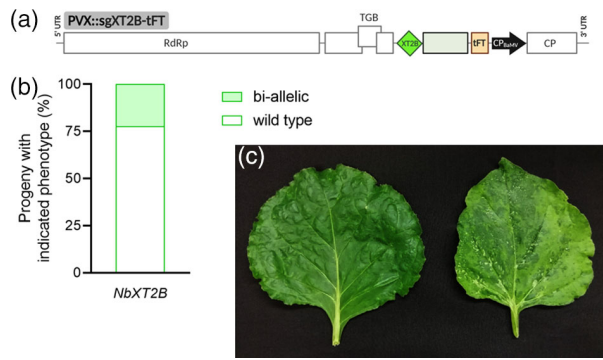 (a)
PVX::sgXT2B-tFT
5' UTR
RdRp
TGB
XT2B
tFT
CPBaMV
CP
3' UTR
(b)
Progeny with
indicated phenotype (%)
100
75
50
25
0
NbXT2B
bi-allelic
wild type
(c)